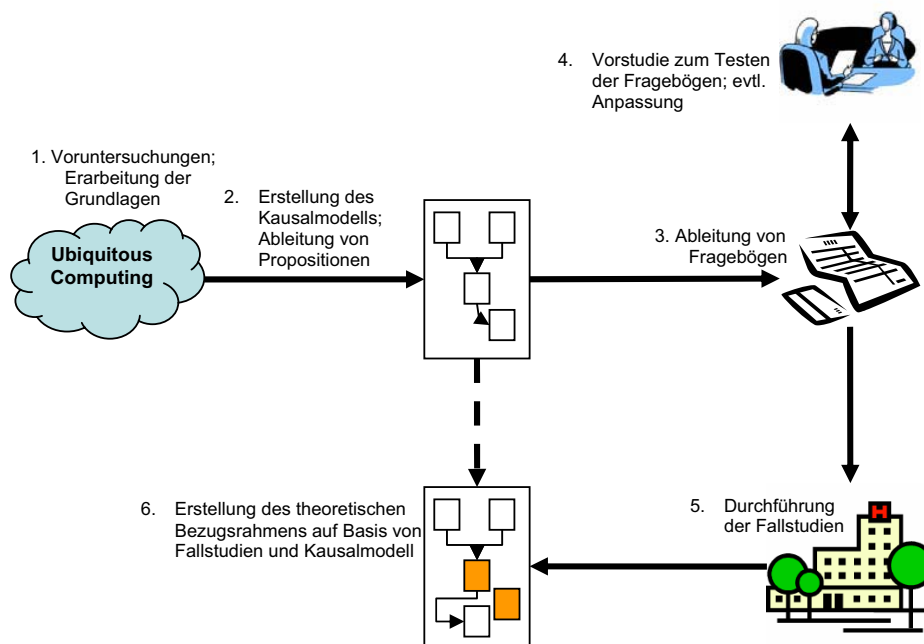 1. Voruntersuchungen;
Erarbeitung der
Grundlagen
Ubiquitous
Computing
2. Erstellung des
Kausalmodells;
Ableitung von
Propositionen
3. Ableitung von
Fragebögen
4. Vorstudie zum Testen
der Fragebögen; evtl.
Anpassung
5. Durchführung
der Fallstudien
H
6. Erstellung des theoretischen
Bezugsrahmens auf Basis von
Fallstudien und Kausalmodell